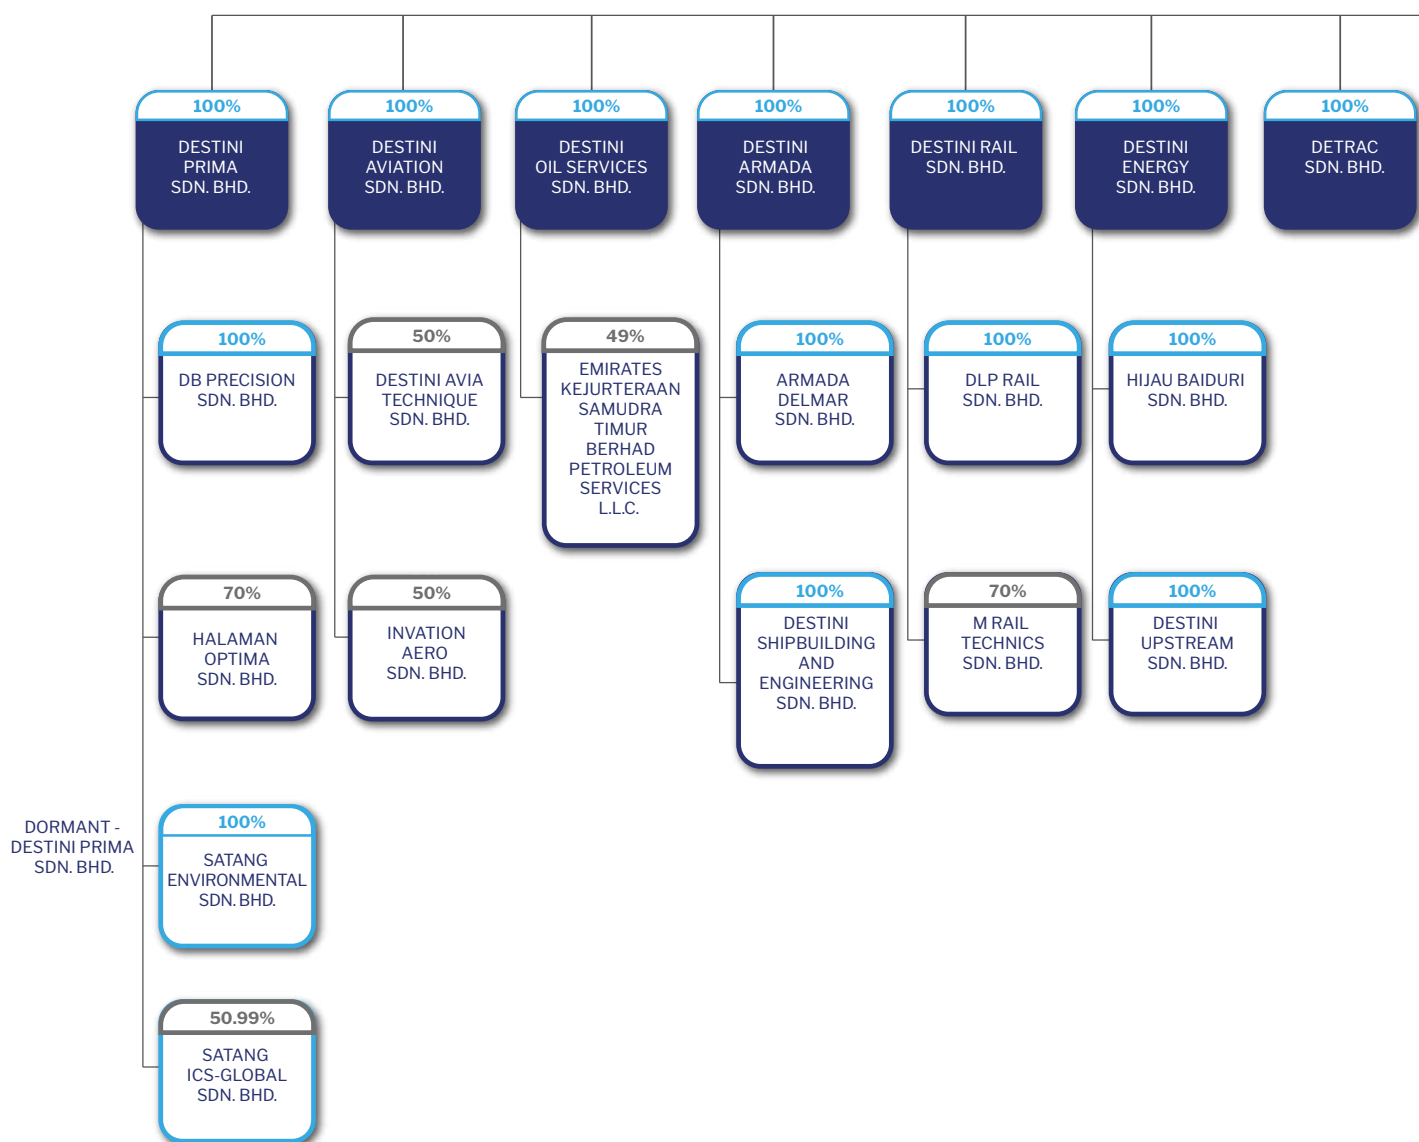 100%
DESTINI
PRIMA
SDN. BHD.
100%
DESTINI
AVIATION
SDN. BHD.
100%
DESTINI
OIL SERVICES
SDN. BHD.
100%
DESTINI
ARMADA
SDN. BHD.
100%
DESTINI RAIL
SDN. BHD.
100%
DESTINI
ENERGY
SDN. BHD.
100%
DETRAC
SDN. BHD.
100%
DB PRECISION
SDN. BHD.
50%
DESTINI AVIA
TECHNIQUE
SDN. BHD.
49%
EMIRATES
KEJURTERAAN
SAMUDRA
TIMUR
BERHAD
PETROLEUM
SERVICES
L.L.C.
100%
ARMADA
DELMAR
SDN. BHD.
100%
DLP RAIL
SDN. BHD.
100%
HIJAU BAIDURI
SDN. BHD.
70%
HALAMAN
OPTIMA
SDN. BHD.
50%
INVATION
AERO
SDN. BHD.
100%
DESTINI
SHIPBUILDING
AND
ENGINEERING
SDN. BHD.
70%
M RAIL
TECHNICS
SDN. BHD.
100%
DESTINI
UPSTREAM
SDN. BHD.
DORMANT -
DESTINI PRIMA
SDN. BHD.
100%
SATANG
ENVIRONMENTAL
SDN. BHD.
50.99%
SATANG
ICS-GLOBAL
SDN. BHD.